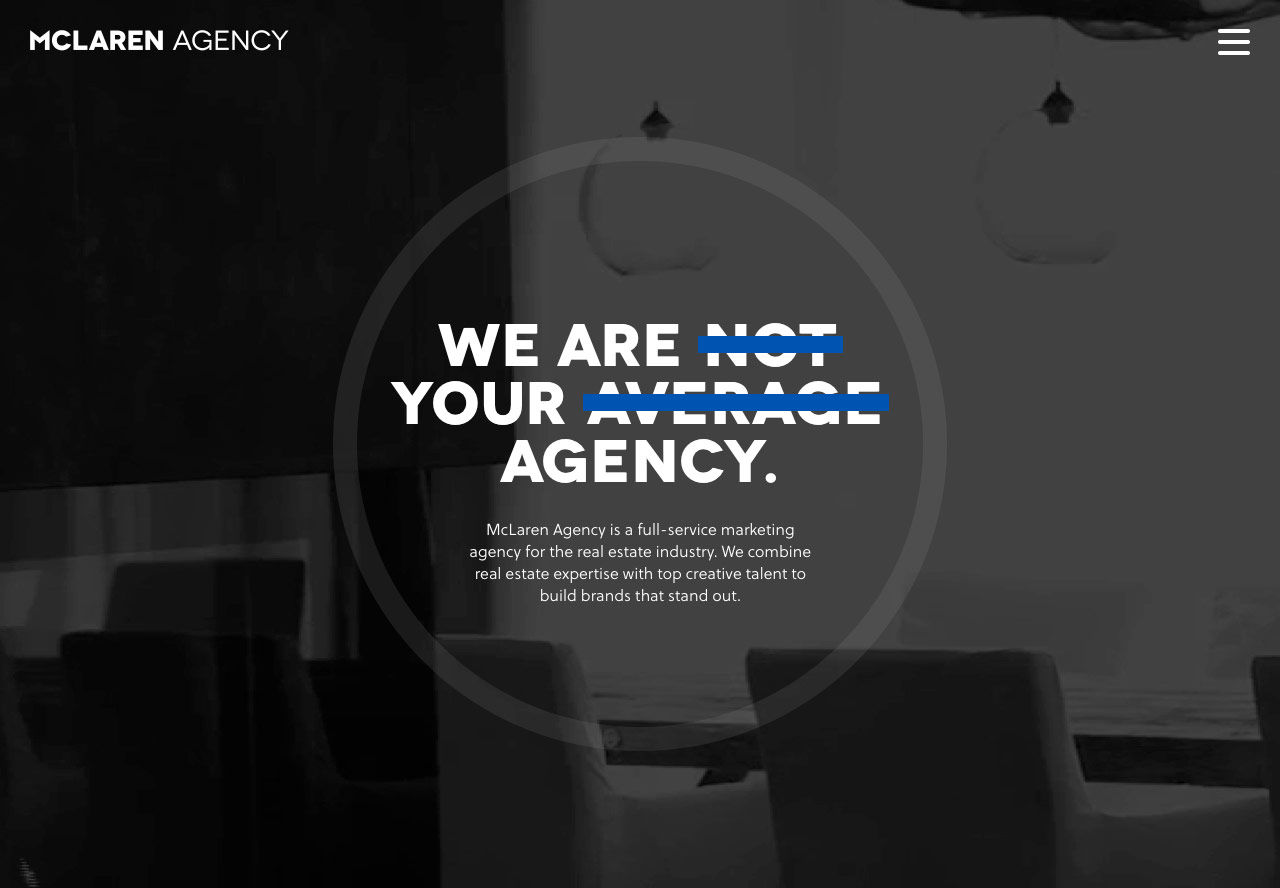 MCLAREN AGENCY
WE ARE NOT
YOUR AVERAGE
AGENCY.
McLaren Agency is a full-service marketing
agency for the real estate industry. We combine
real estate expertise with top creative talent to
build brands that stand out.